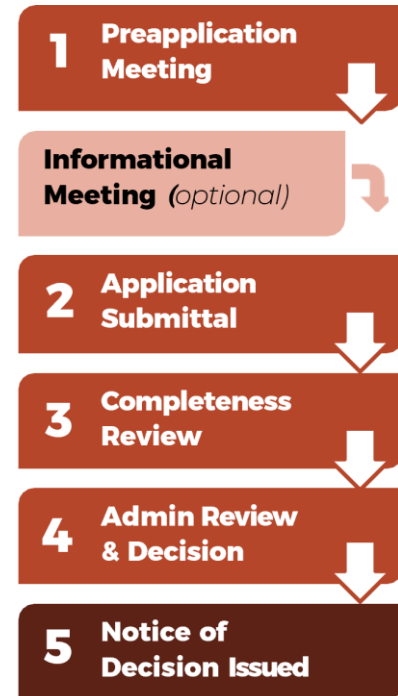 1 Preapplication
Meeting
Informational
Meeting (optional)
2 Application
Submittal
3 Completeness
Review
4 Admin Review
& Decision
5 Notice of
Decision Issued